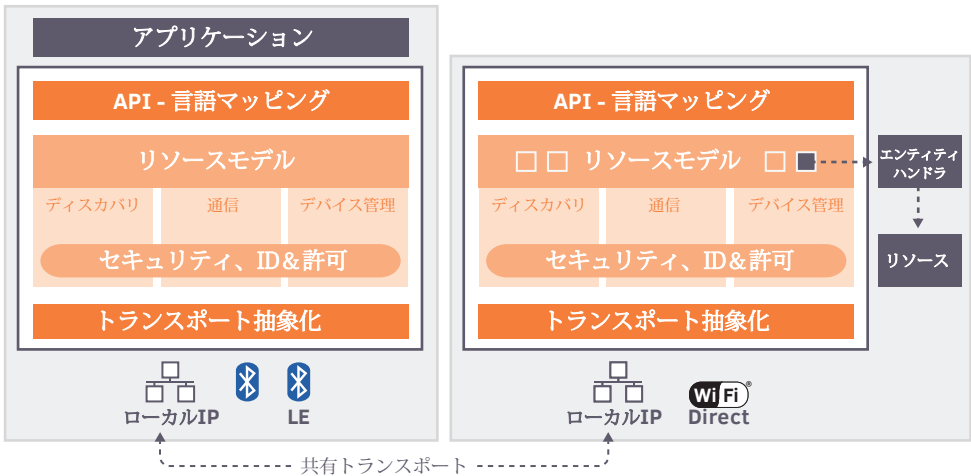 アプリケーション
API - 言語マッピング
リソースモデル
ディスカバリ
通信
デバイス管理
セキュリティ、ID＆許可
トランスポート抽象化
ローカルIP
LE
API - 言語マッピング
リソースモデル
エンティティ
ハンドラ
ディスカバリ
通信
デバイス管理
セキュリティ、ID＆許可
リソース
トランスポート抽象化
ローカルIP
Wi Fi®
Direct
共有トランスポート